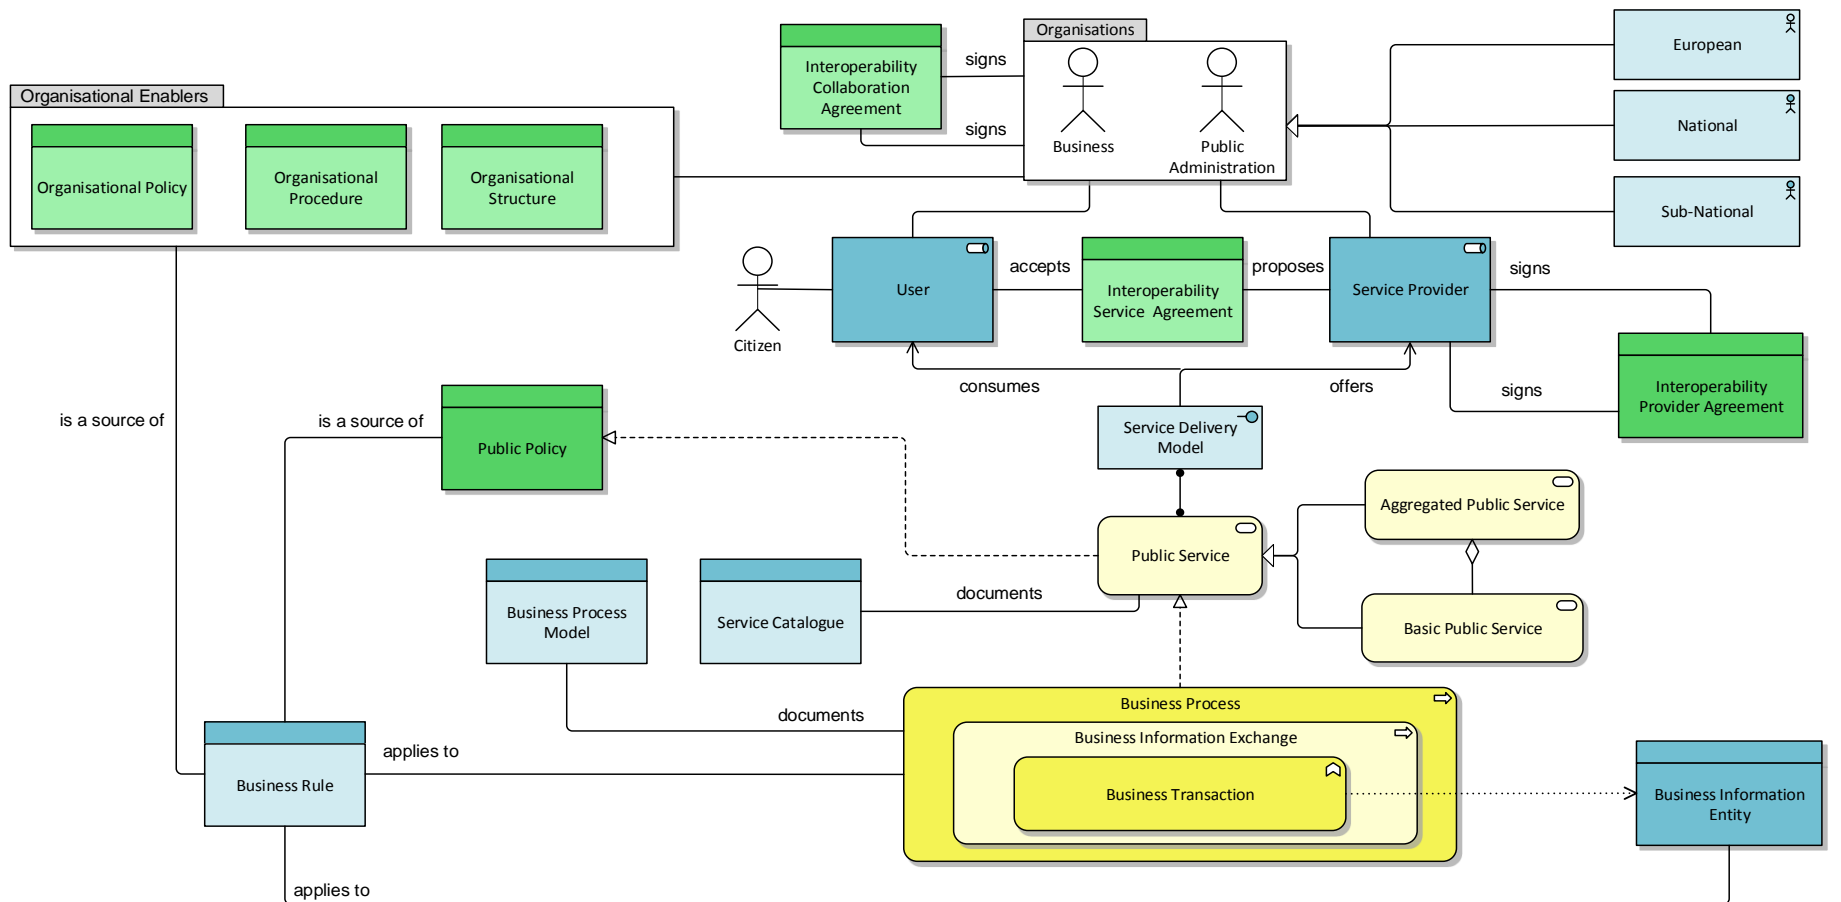 Organisations
European
Interoperability
Collaboration
Agreement
signs
signs
Business
Public
Administration
National
Sub-National
Organisational Enablers
Organisational Policy
Organisational
Procedure
Organisational
Structure
Citizen
User
accepts
Interoperability
Service  Agreement
proposes
Service Provider
signs
signs
Interoperability
Provider Agreement
consumes
offers
is a source of
is a source of
Public Policy
Service Delivery
Model
Aggregated Public Service
Public Service
Basic Public Service
Business Process
Model
Service Catalogue
documents
documents
Business Process
Business Information Exchange
Business Transaction
applies to
Business Rule
Business Information
Entity
applies to